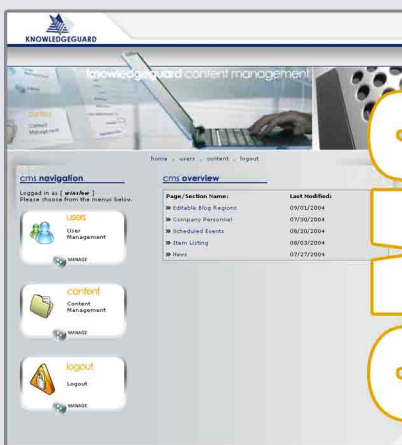 KNOWLEDGEGUARD
knowledgeguard content management
control
Content
Management
home . users . content . logout
cms navigation
Logged in as [ winslow ]
Please choose from the menus below.
users
User
Management
MANAGE
content
Content
Management
MANAGE
logout
Logout
MANAGE
cms overview
Page/Section Name: Last Modified:
» Editable Blog Regions 09/01/2004
» Company Personnel 07/30/2004
» Scheduled Events 08/20/2004
» Item Listing 08/03/2004
» News 07/27/2004